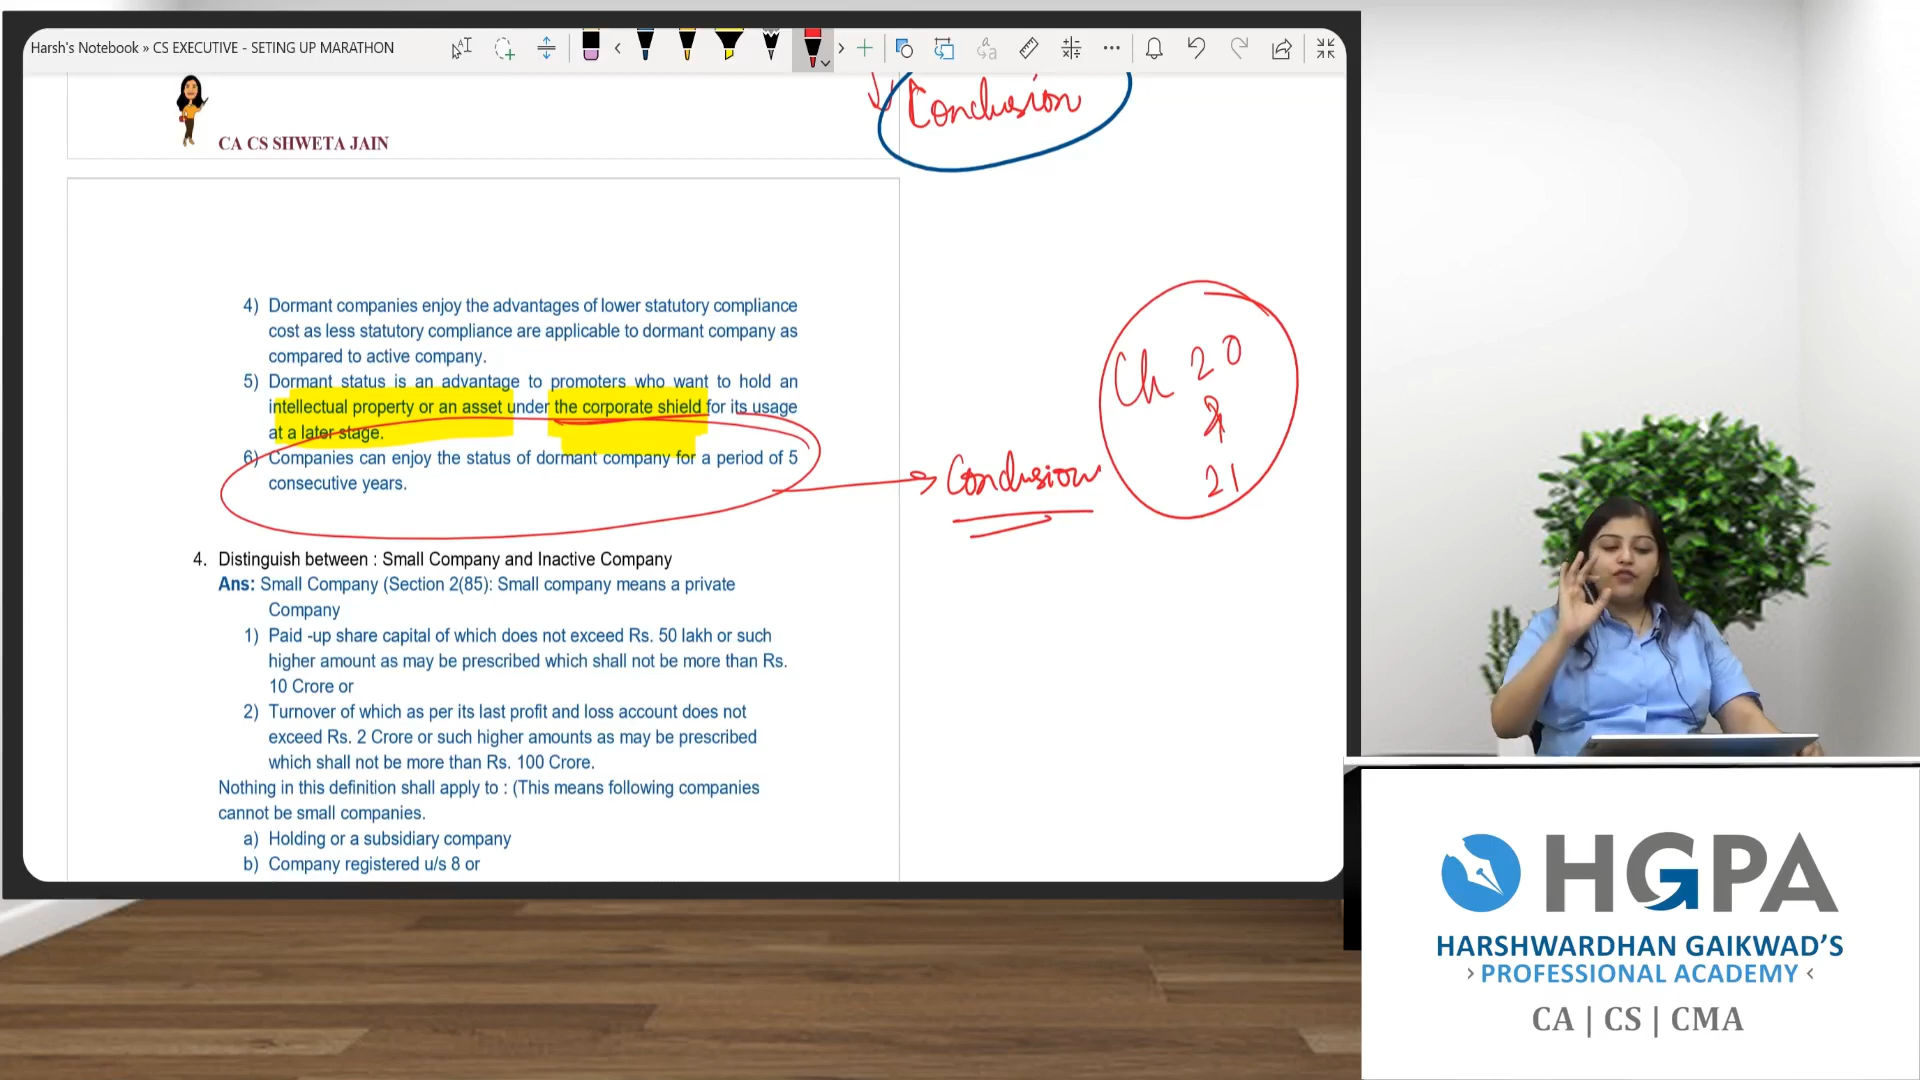 Harsh's Notebook » CS EXECUTIVE - SETING UP MARATHON
Conclusion
CA CS SHWETA JAIN
4) Dormant companies enjoy the advantages of lower statutory compliance
cost as less statutory compliance are applicable to dormant company as
compared to active company.
5) Dormant status is an advantage to promoters who want to hold an
intellectual property or an asset under the corporate shield for its usage
at a later stage.
6) Companies can enjoy the status of dormant company for a period of 5
consecutive years.
Conclusion
Ch 20
21
4. Distinguish between : Small Company and Inactive Company
Ans: Small Company (Section 2(85): Small company means a private
Company
1) Paid -up share capital of which does not exceed Rs. 50 lakh or such
higher amount as may be prescribed which shall not be more than Rs.
10 Crore or
2) Turnover of which as per its last profit and loss account does not
exceed Rs. 2 Crore or such higher amounts as may be prescribed
which shall not be more than Rs. 100 Crore.
Nothing in this definition shall apply to : (This means following companies
cannot be small companies.
a) Holding or a subsidiary company
b) Company registered u/s 8 or
HGPA
HARSHWARDHAN GAIKWAD'S
› PROFESSIONAL ACADEMY ‹
CA | CS | CMA